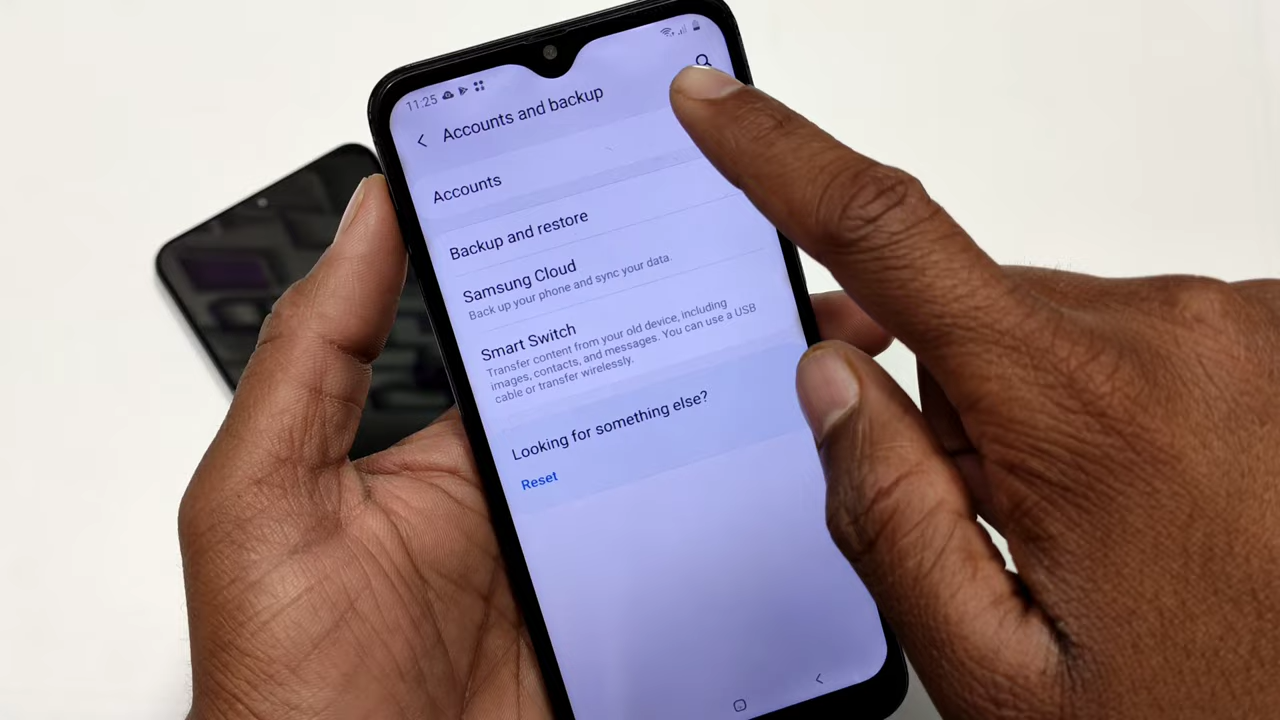 11:25
Accounts and backup
Accounts
Backup and restore
Samsung Cloud
Back up your phone and sync your data.
Smart Switch
Transfer content from your old device, including
images, contacts, and messages. You can use a USB
cable or transfer wirelessly.
Looking for something else?
Reset